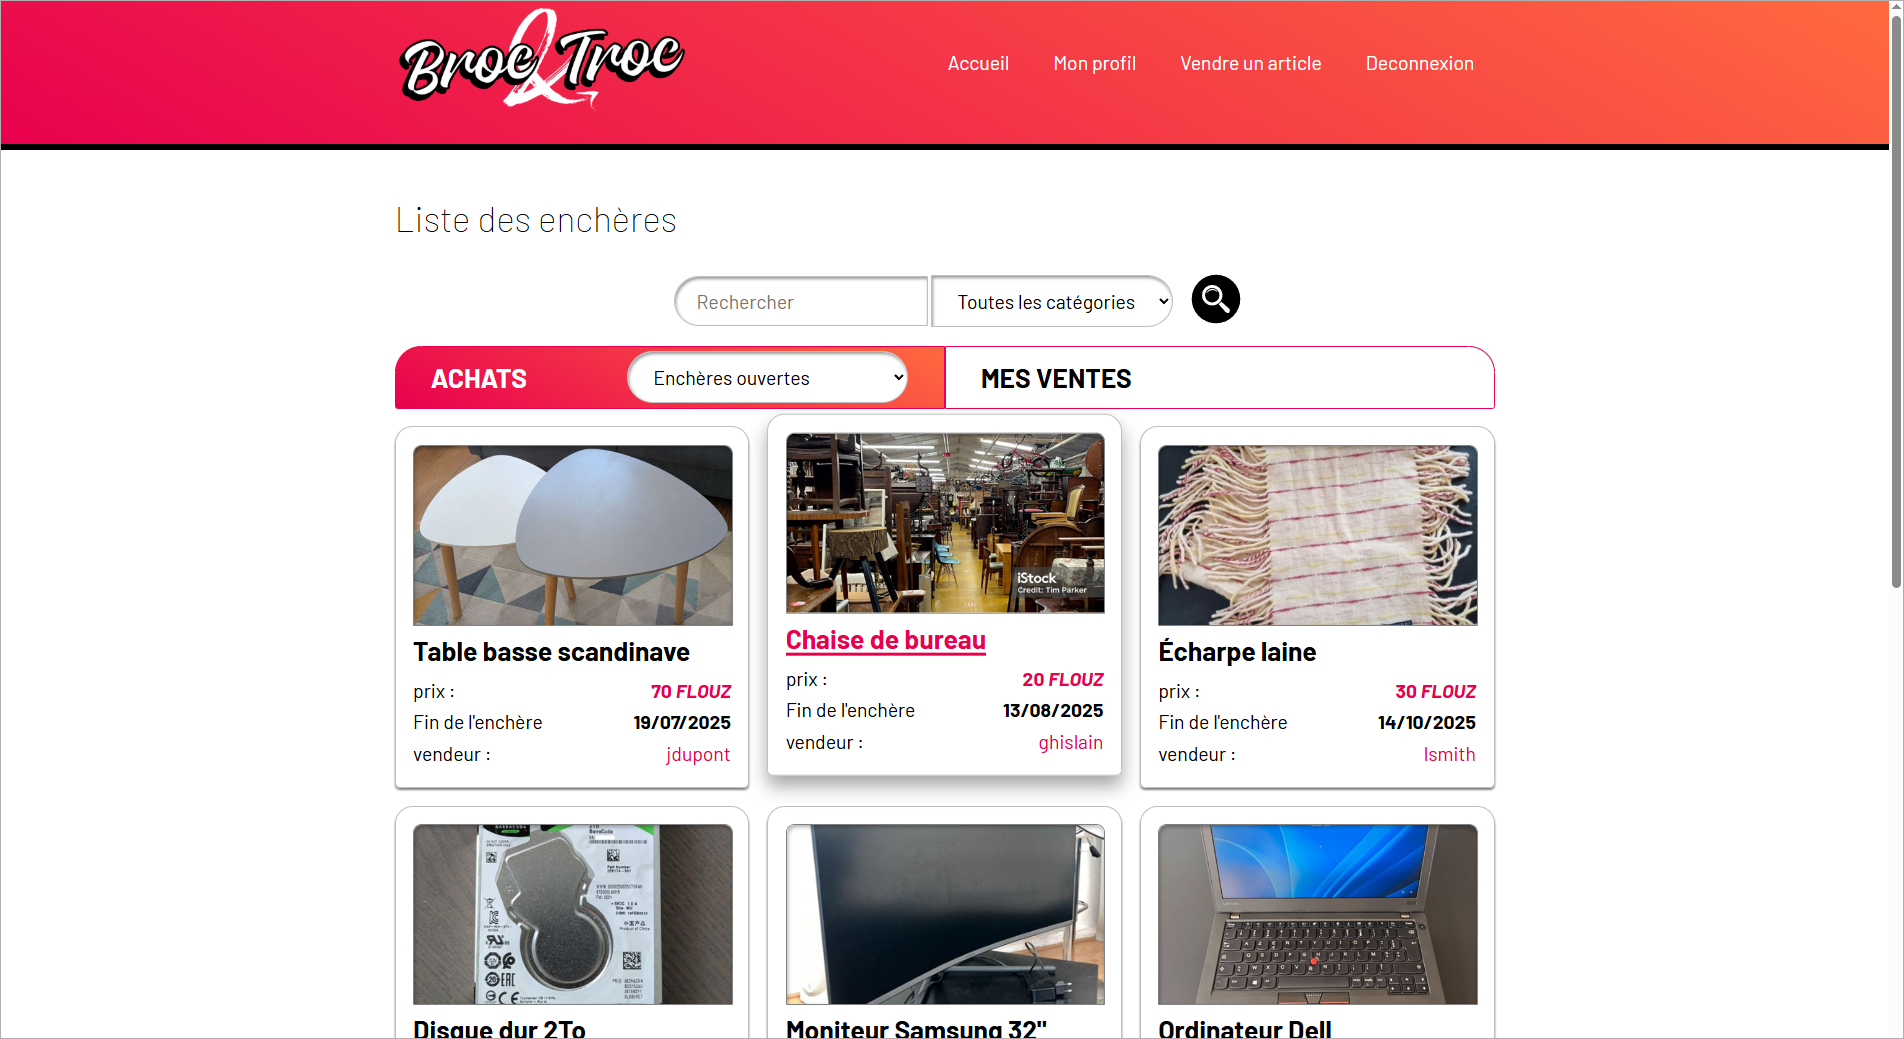 Broc2Troc
Accueil
Mon profil
Vendre un article
Deconnexion
Liste des enchères
Rechercher
Toutes les catégories
ACHATS
Enchères ouvertes
MES VENTES
iStock
Credit: Tim Parker
Table basse scandinave
prix :
70 FLOUZ
Fin de l'enchère
19/07/2025
vendeur :
jdupont
Chaise de bureau
prix :
20 FLOUZ
Fin de l'enchère
13/08/2025
vendeur :
ghislain
Écharpe laine
prix :
30 FLOUZ
Fin de l'enchère
14/10/2025
vendeur :
lsmith
BarraCuda
Disque dur 2To
Moniteur Samsung 32"
Ordinateur Dell